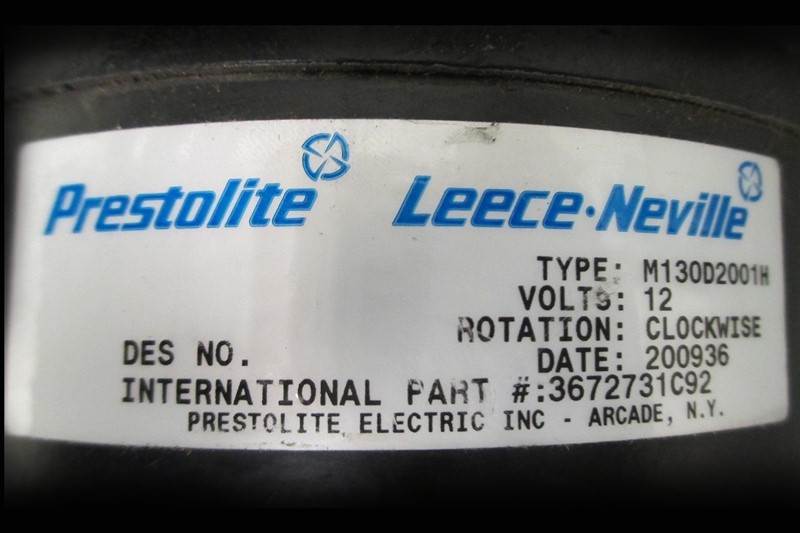 Prestolite Leece·Neville
TYPE: M130D2001H
VOLTS: 12
ROTATION: CLOCKWISE
DES NO. DATE: 200936
INTERNATIONAL PART #:3672731C92
PRESTOLITE ELECTRIC INC - ARCADE, N.Y.